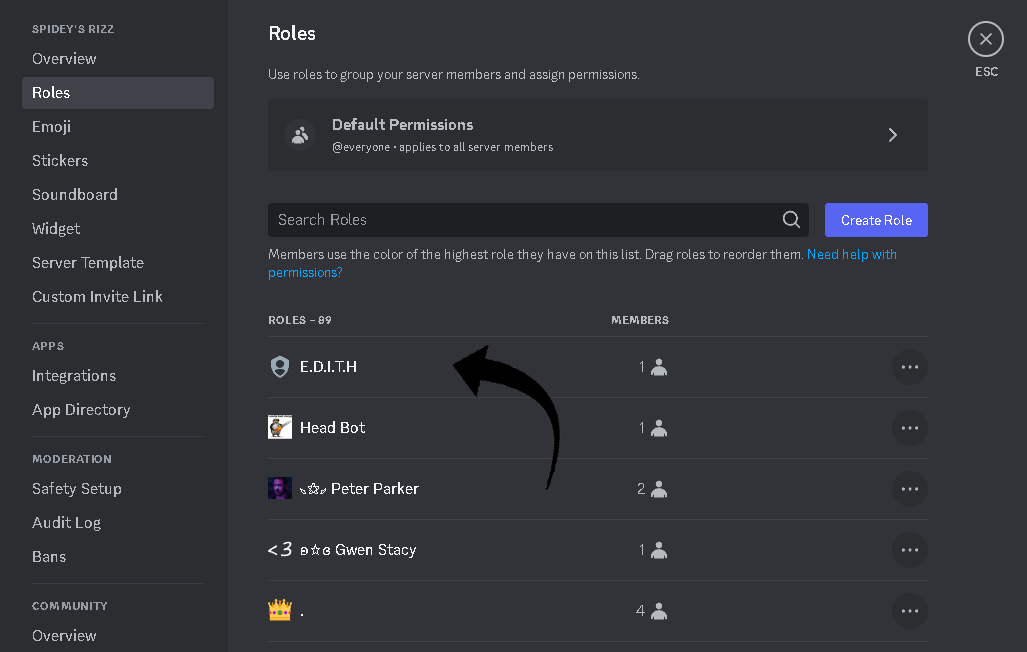 SPIDEY'S RIZZ
Overview
Roles
Emoji
Stickers
Soundboard
Widget
Server Template
Custom Invite Link
APPS
Integrations
App Directory
MODERATION
Safety Setup
Audit Log
Bans
COMMUNITY
Overview
Roles
Use roles to group your server members and assign permissions.
Default Permissions
@everyone • applies to all server members
Search Roles
Create Role
Members use the color of the highest role they have on this list. Drag roles to reorder them. Need help with
permissions?
ROLES – 89 MEMBERS
E.D.I.T.H 1
Head Bot 1
Peter Parker 2
<3 ʚ☆ɞ Gwen Stacy 1
. 4
ESC